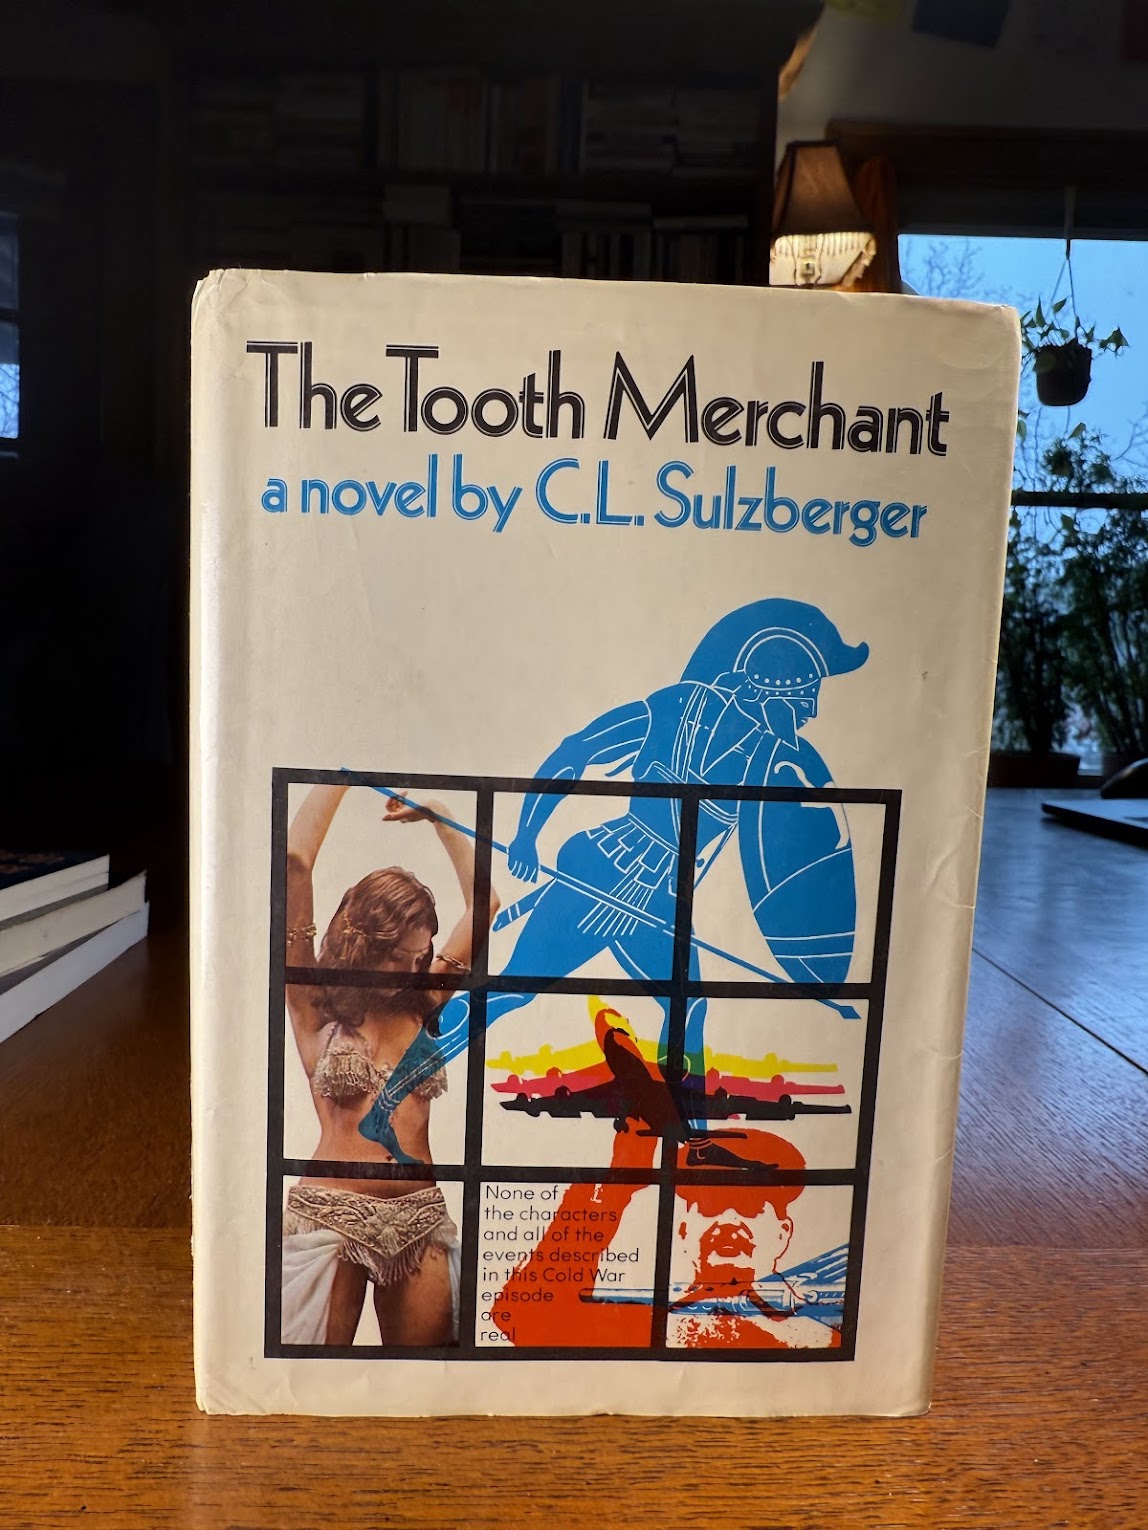 The Tooth Merchant
a novel by C.L. Sulzberger
None of
the characters
and all of the
events described
in this Cold War
episode
are
real